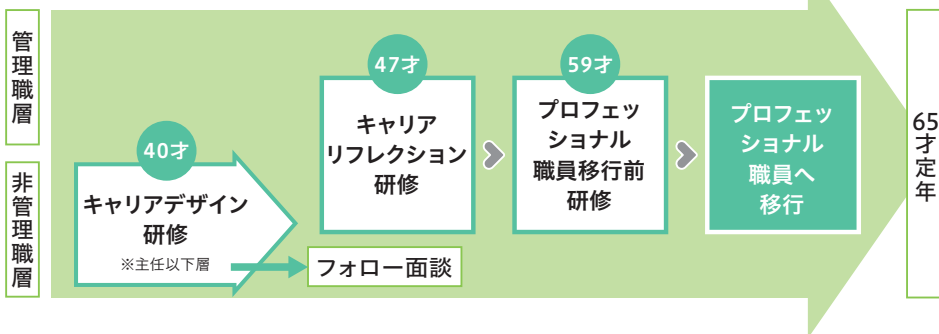 管理職層
非管理職層
40才
キャリアデザイン
研修
※主任以下層
フォロー面談
47才
キャリア
リフレクション
研修
59才
プロフェッ
ショナル
職員移行前
研修
プロフェッ
ショナル
職員へ
移行
65才定年